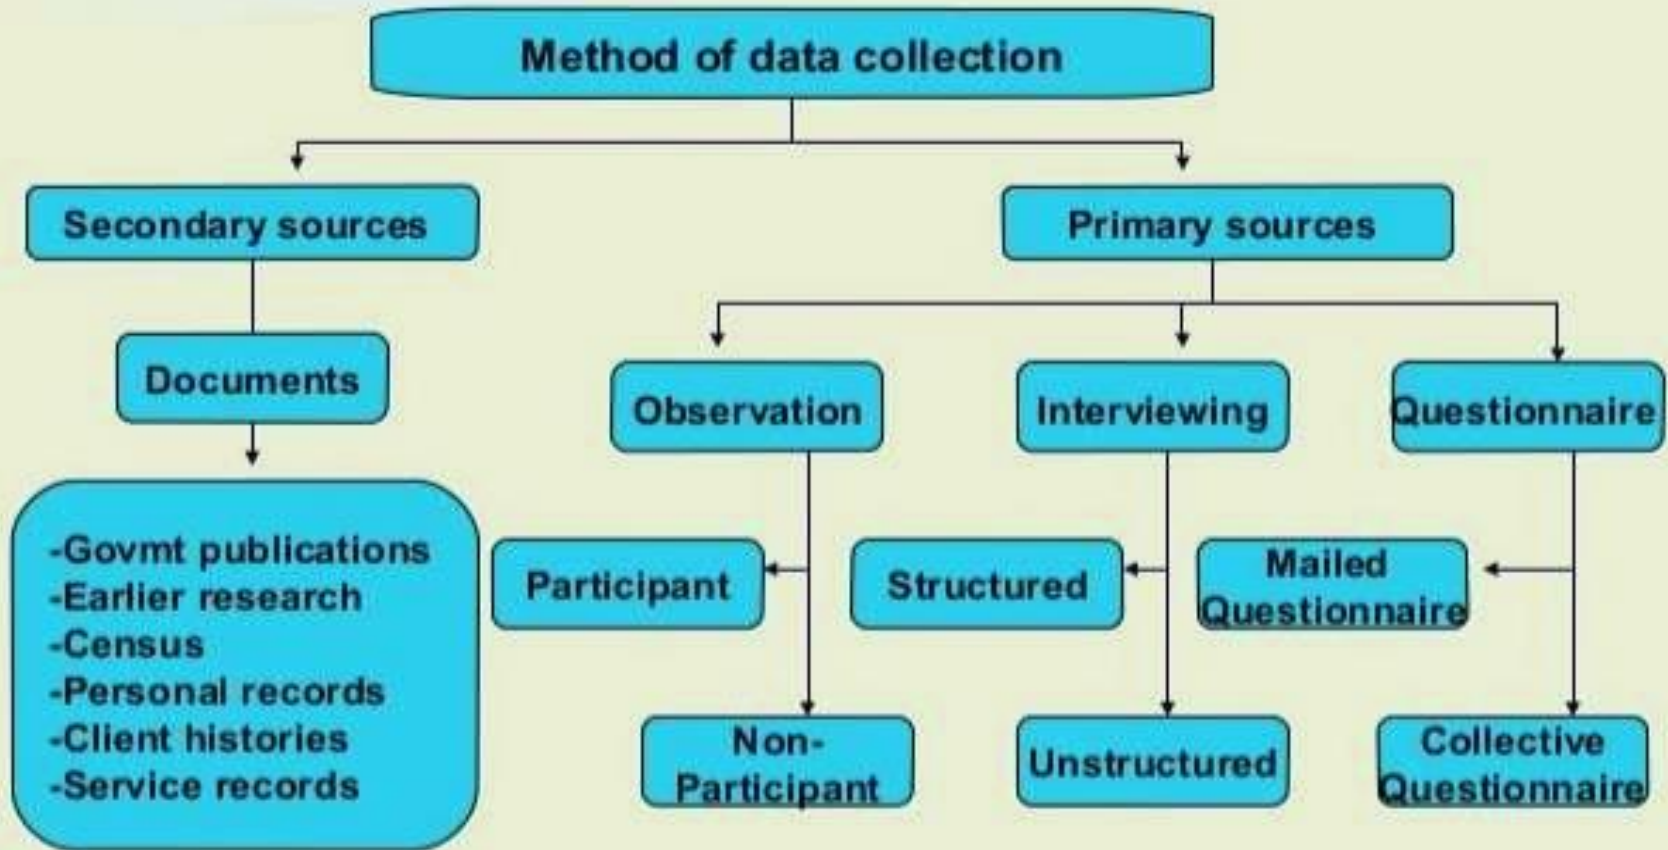 Method of data collection
Secondary sources
Primary sources
Documents
Observation
Interviewing
Questionnaire
-Govmt publications
-Earlier research
-Census
-Personal records
-Client histories
-Service records
Participant
Structured
Mailed
Questionnaire
Non-
Participant
Unstructured
Collective
Questionnaire